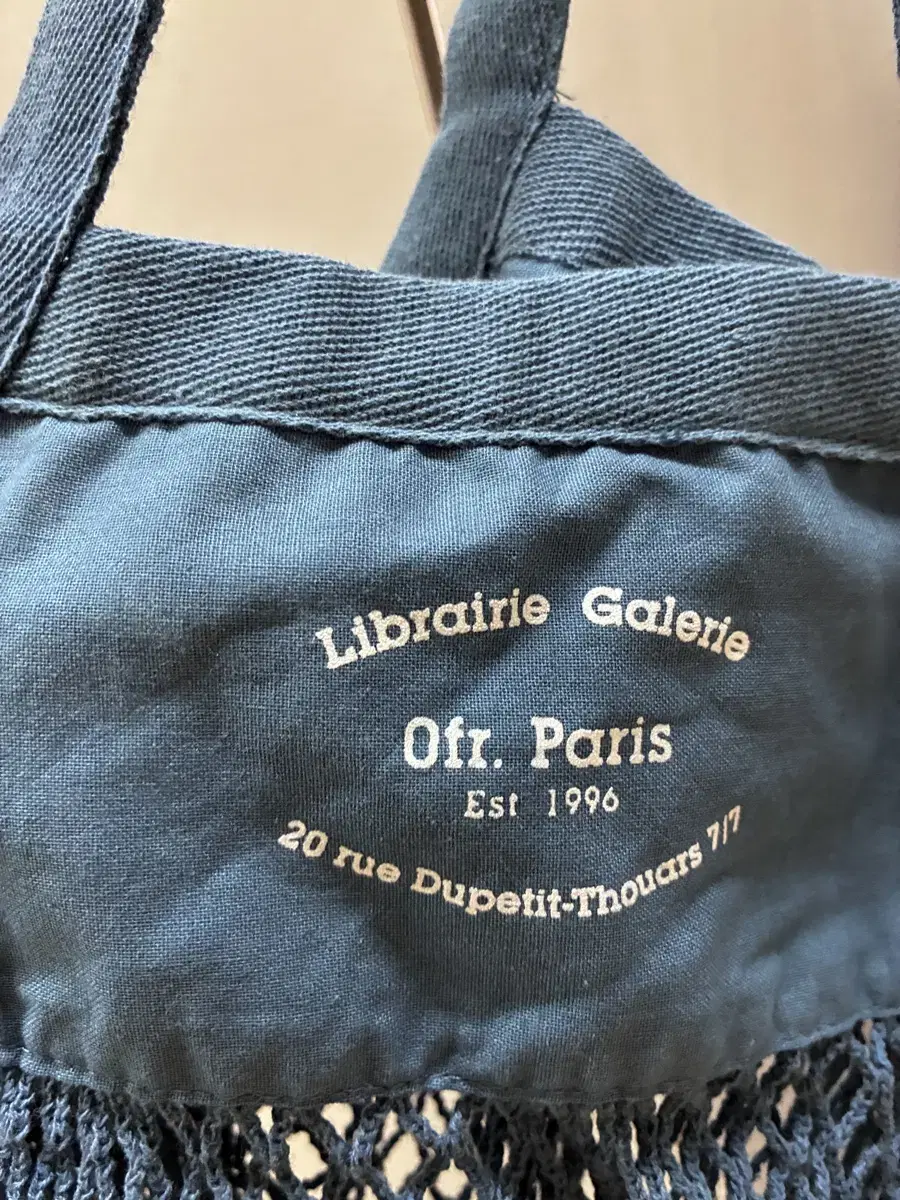 Librairie Galerie
Ofr. Paris
Est 1996
20 rue Dupetit-Thouars 7/7